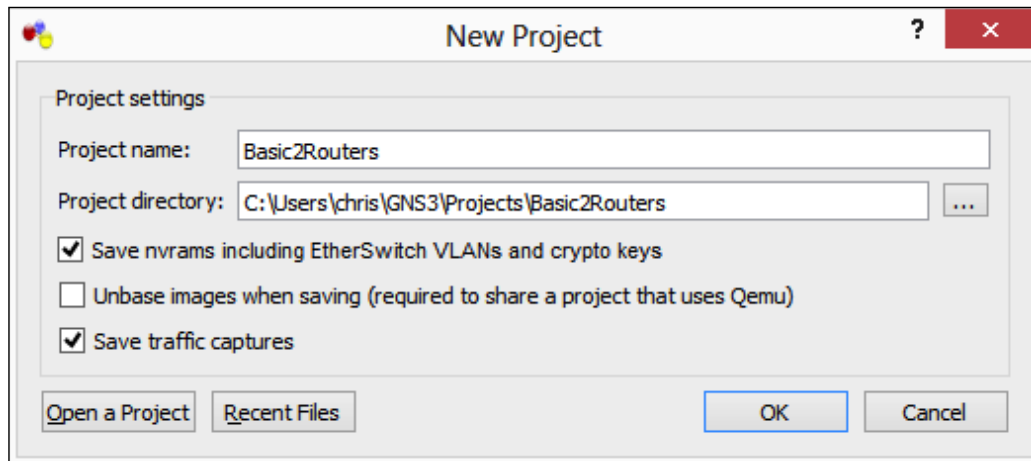 New Project
?
×
Project settings
Project name:
Basic2Routers
Project directory:
C:\Users\chris\GNS3\Projects\Basic2Routers
...
Save nvrams including EtherSwitch VLANs and crypto keys
Unbase images when saving (required to share a project that uses Qemu)
Save traffic captures
Open a Project
Recent Files
OK
Cancel